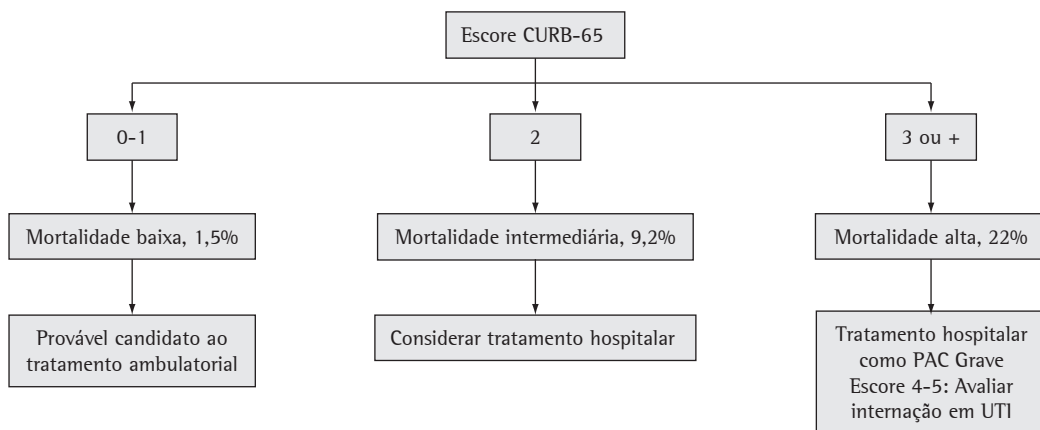 Escore CURB-65
0-1
2
3 ou +
Mortalidade baixa, 1,5%
Mortalidade intermediária, 9,2%
Mortalidade alta, 22%
Provável candidato ao
tratamento ambulatorial
Considerar tratamento hospitalar
Tratamento hospitalar
como PAC Grave
Escore 4-5: Avaliar
internação em UTI